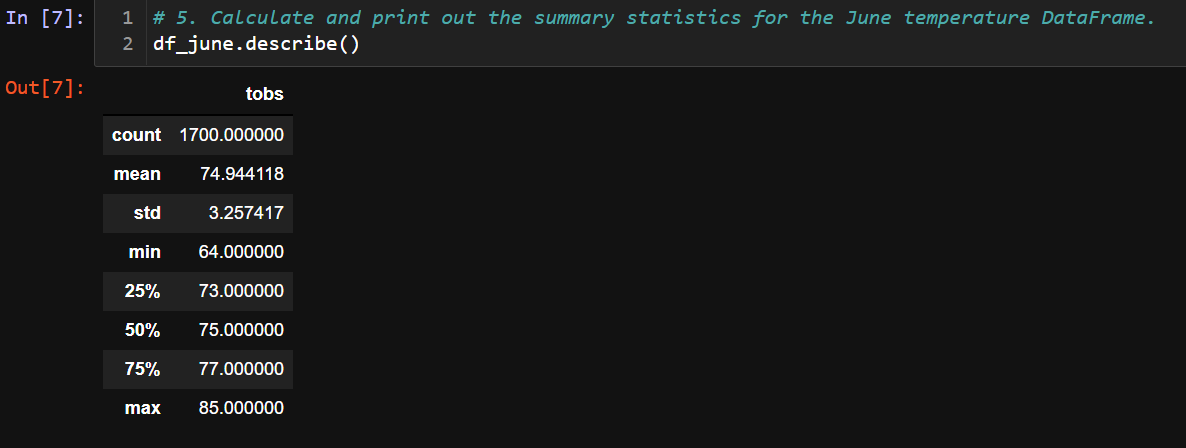 In [7]:
1 # 5. Calculate and print out the summary statistics for the June temperature DataFrame.
2 df_june.describe()
Out[7]:
tobs
count 1700.000000
mean 74.944118
std 3.257417
min 64.000000
25% 73.000000
50% 75.000000
75% 77.000000
max 85.000000